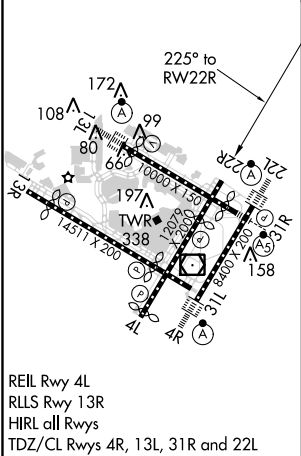 225° to
RW22R
172
A
108
99
13L
A
80
66
10000 X 150
22R
A
22L
13R
P
197
TWR
338
12079
X 200
P
P
31R
A5
158
14511 X 200
P
8400 X 200
31L
4L
4R
A
REIL Rwy 4L
RLLS Rwy 13R
HIRL all Rwys
TDZ/CL Rwys 4R, 13L, 31R and 22L